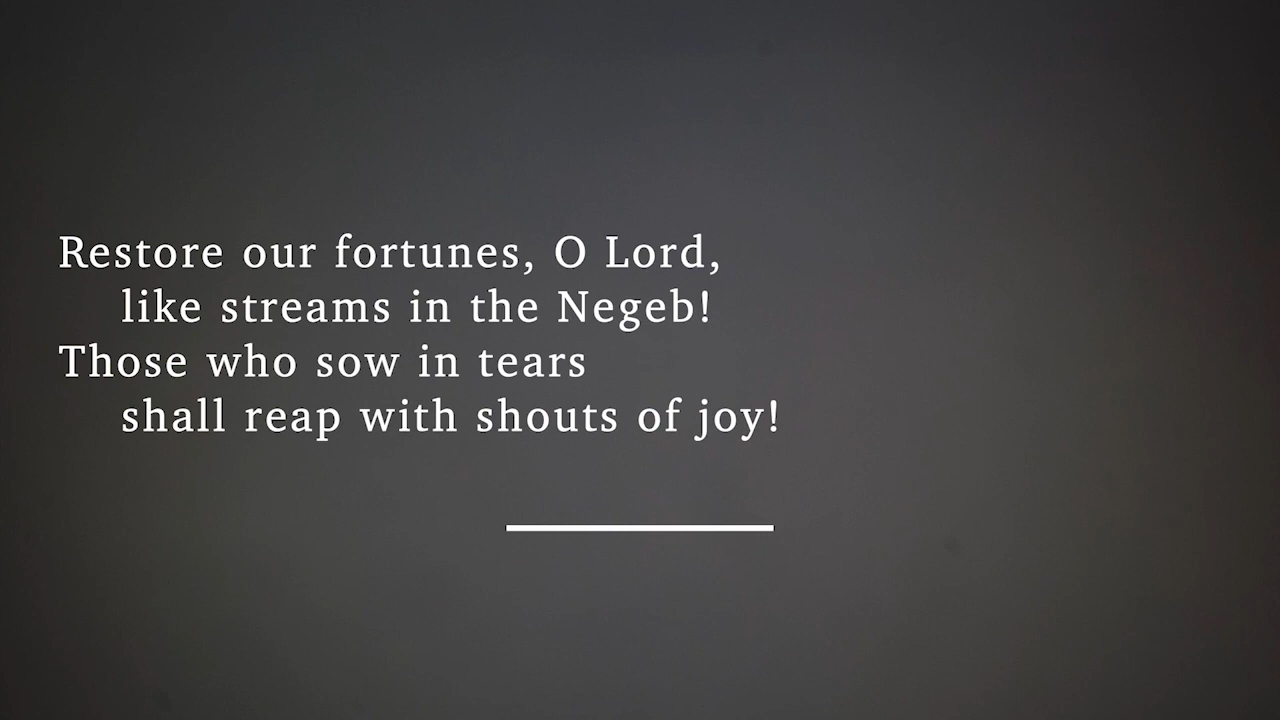 Restore our fortunes, O Lord,
like streams in the Negeb!
Those who sow in tears
shall reap with shouts of joy!